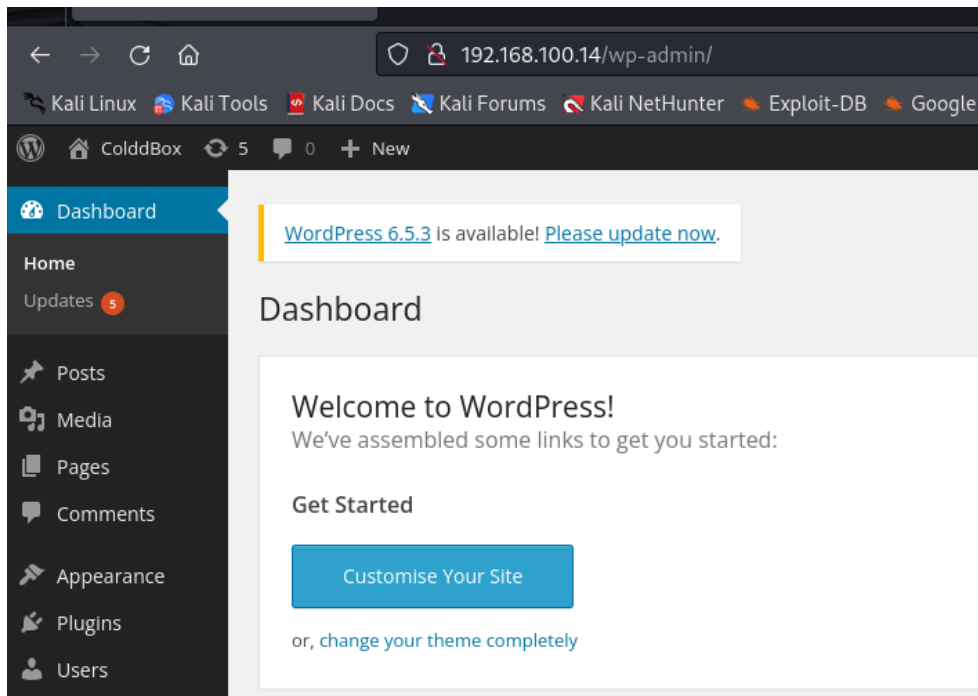 192.168.100.14/wp-admin/
Kali Linux Kali Tools Kali Docs Kali Forums Kali NetHunter Exploit-DB Google
ColddBox 5 0 New
Dashboard
Home
Updates 5
Posts
Media
Pages
Comments
Appearance
Plugins
Users
WordPress 6.5.3 is available! Please update now.
Dashboard
Welcome to WordPress!
We've assembled some links to get you started:
Get Started
Customise Your Site
or, change your theme completely